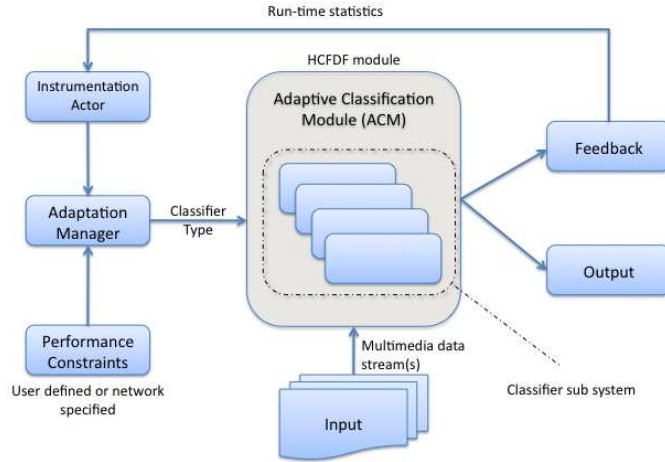 Run-time statistics
HCFDF module
Instrumentation
Actor
Adaptive Classification
Module (ACM)
Feedback
Adaptation
Manager
Classifier
Type
Output
Performance
Constraints
User defined or network
specified
Multimedia data
stream(s)
Classifier sub system
Input